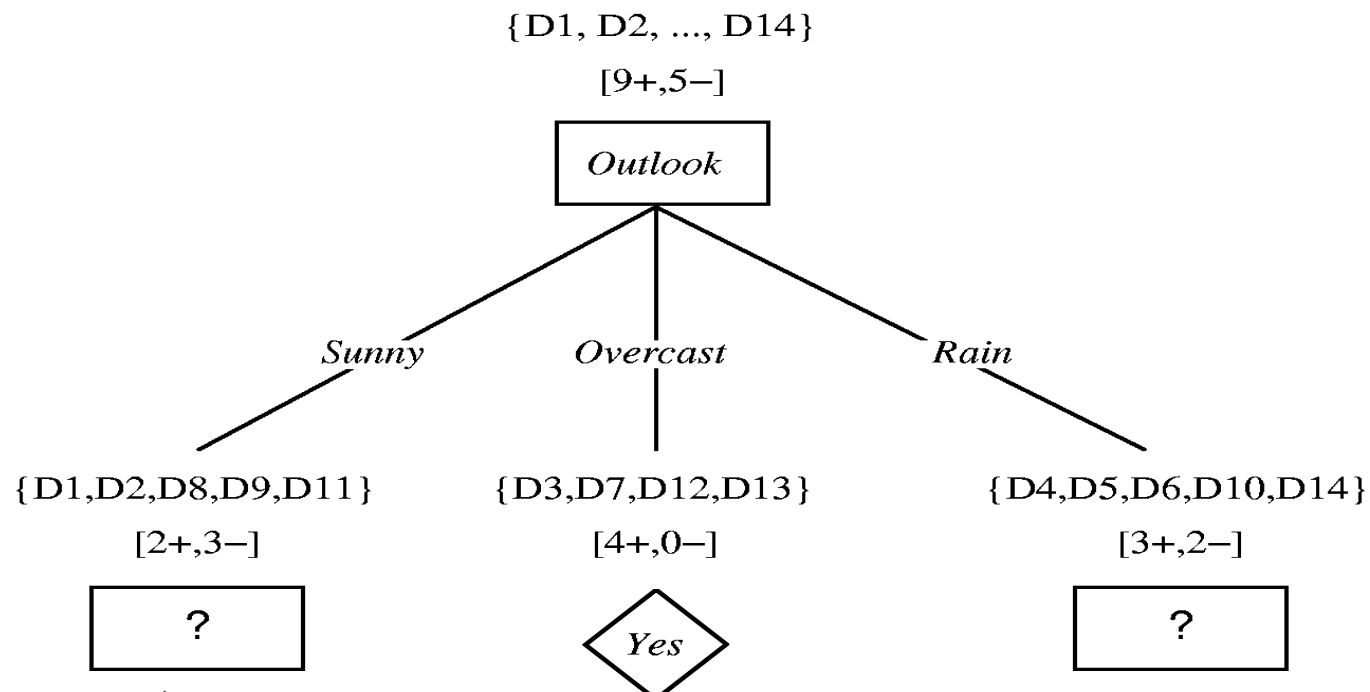 {D1, D2, ..., D14}
[9+,5−]
Outlook
Sunny Overcast Rain
{D1,D2,D8,D9,D11} {D3,D7,D12,D13} {D4,D5,D6,D10,D14}
[2+,3−] [4+,0−] [3+,2−]
? Yes ?